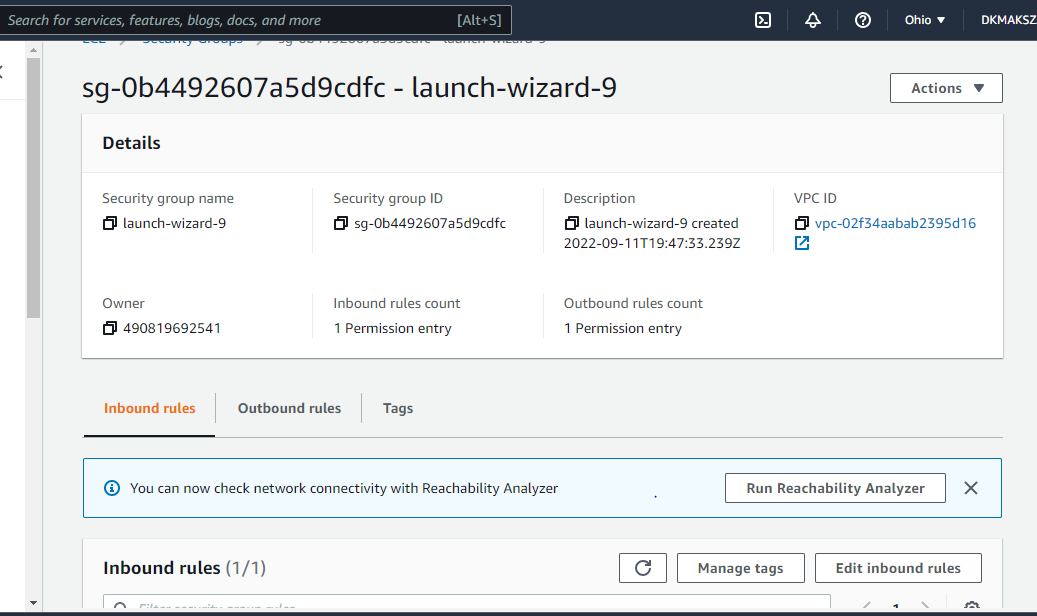 Search for services, features, blogs, docs, and more [Alt+S] Ohio DKMAKSZ
EC2 Security Groups sg-0b4492607a5d9cdfc - launch-wizard-9
sg-0b4492607a5d9cdfc - launch-wizard-9
Actions
Details
Security group name
launch-wizard-9
Security group ID
sg-0b4492607a5d9cdfc
Description
launch-wizard-9 created
2022-09-11T19:47:33.239Z
VPC ID
vpc-02f34aabab2395d16
Owner
490819692541
Inbound rules count
1 Permission entry
Outbound rules count
1 Permission entry
Inbound rules Outbound rules Tags
You can now check network connectivity with Reachability Analyzer
Run Reachability Analyzer
Inbound rules (1/1)
Manage tags
Edit inbound rules
Filter security group rules
1